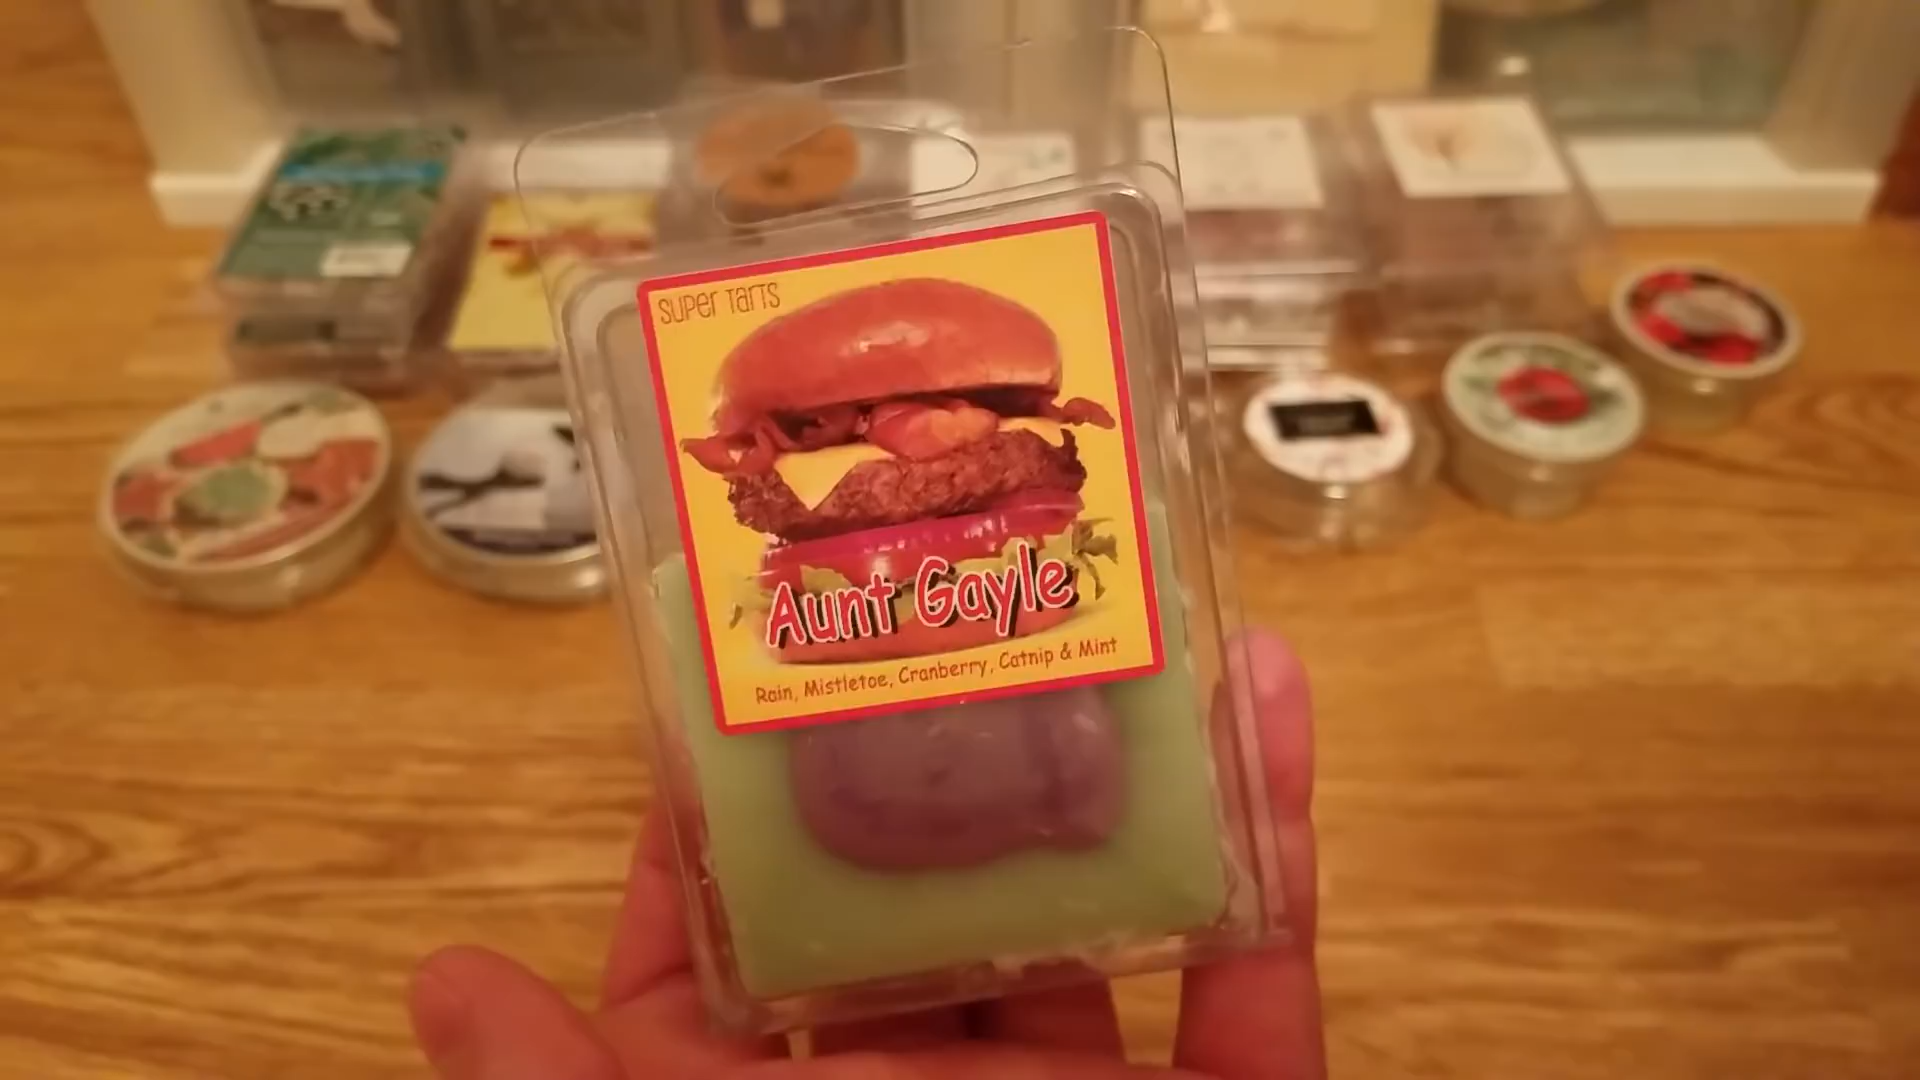 SUPER TARTS
Aunt Gayle
Rain, Mistletoe, Cranberry, Catnip & Mint